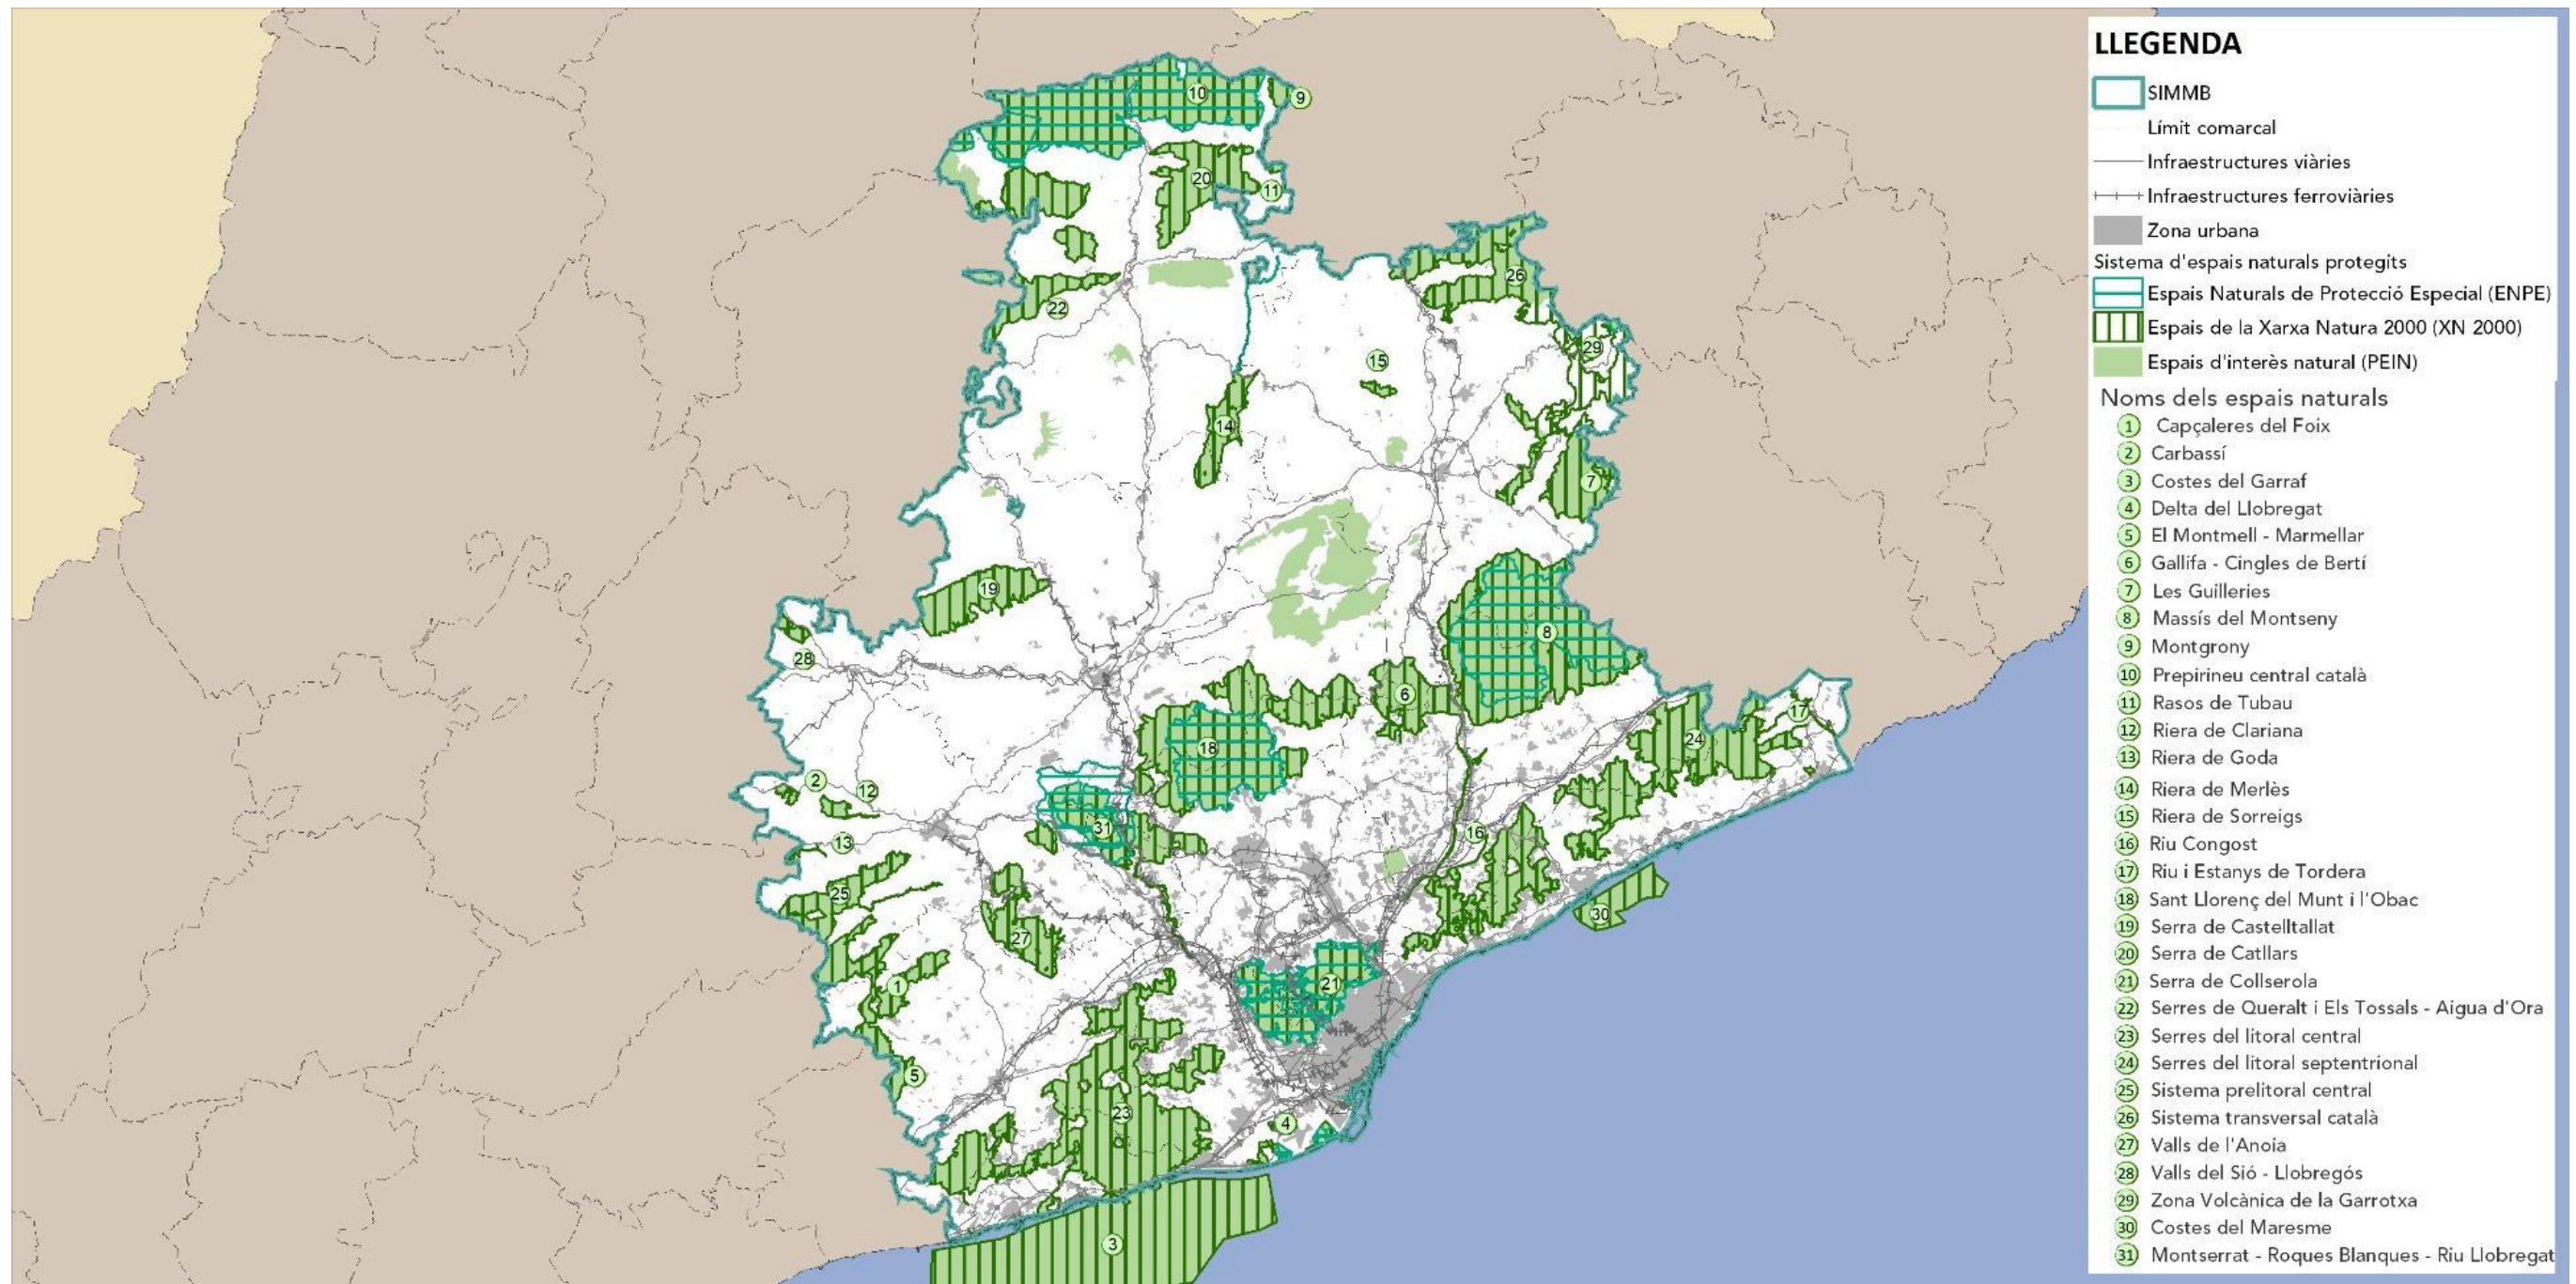 LLEGENDA
SIMMB
Límit comarcal
Infraestructures viàries
Infraestructures ferroviàries
Zona urbana
Sistema d'espais naturals protegits
Espais Naturals de Protecció Especial (ENPE)
Espais de la Xarxa Natura 2000 (XN 2000)
Espais d'interès natural (PEIN)
Noms dels espais naturals
1 Capçaleres del Foix
2 Carbassí
3 Costes del Garraf
4 Delta del Llobregat
5 El Montmell - Marmellar
6 Gallifa - Cingles de Bertí
7 Les Guilleries
8 Massís del Montseny
9 Montgrony
10 Prepirineu central català
11 Rasos de Tubau
12 Riera de Clariana
13 Riera de Goda
14 Riera de Merlès
15 Riera de Sorreigs
16 Riu Congost
17 Riu i Estanys de Tordera
18 Sant Llorenç del Munt i l'Obac
19 Serra de Castelltallat
20 Serra de Catllars
21 Serra de Collserola
22 Serres de Queralt i Els Tossals - Aigua d'Ora
23 Serres del litoral central
24 Serres del litoral septentrional
25 Sistema prelitoral central
26 Sistema transversal català
27 Valls de l'Anoia
28 Valls del Sió - Llobregós
29 Zona Volcànica de la Garrotxa
30 Costes del Maresme
31 Montserrat - Roques Blanques - Riu Llobregat
10
9
20
11
26
22
29
15
14
7
19
8
28
6
17
18
24
2
12
31
16
13
25
30
27
21
1
5
23
4
3